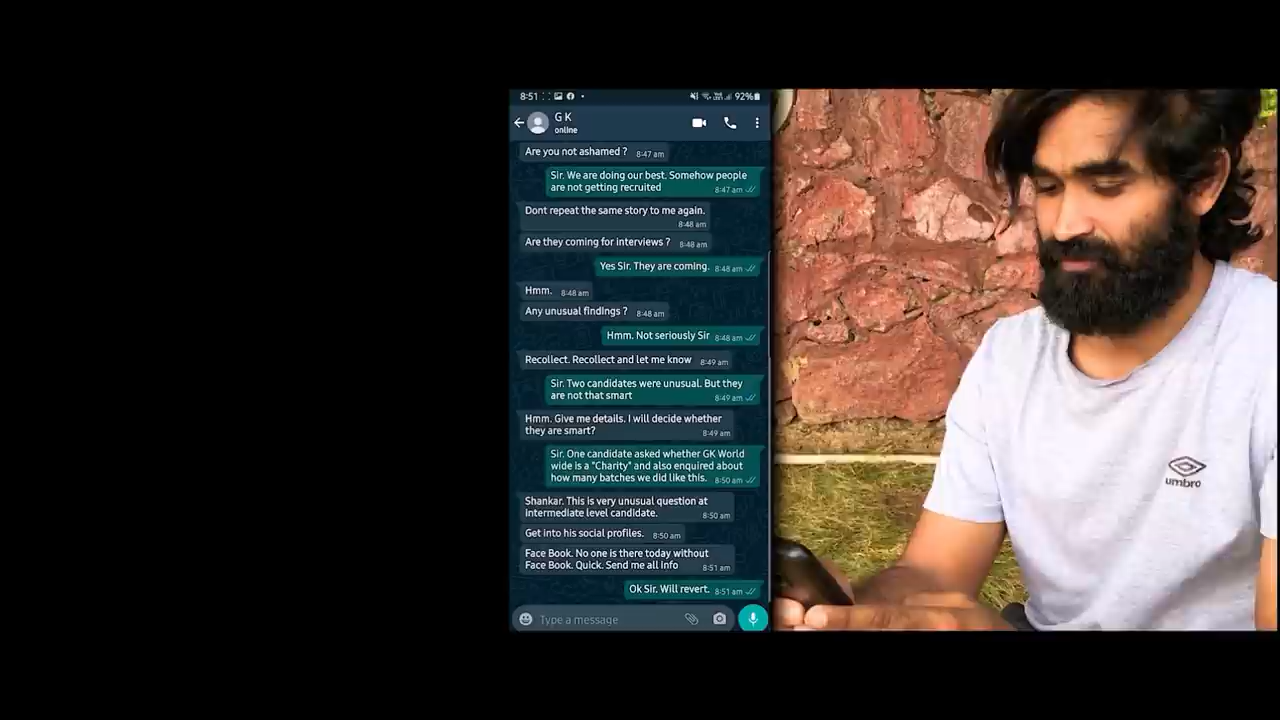 8:51
92%
G K
online
Are you not ashamed ? 8:47 am
Sir. We are doing our best. Somehow people
are not getting recruited 8:47 am
Dont repeat the same story to me again.
8:48 am
Are they coming for interviews ? 8:48 am
Yes Sir. They are coming. 8:48 am
Hmm. 8:48 am
Any unusual findings ? 8:48 am
Hmm. Not seriously Sir 8:48 am
Recollect. Recollect and let me know 8:49 am
Sir. Two candidates were unusual. But they
are not that smart 8:49 am
Hmm. Give me details. I will decide whether
they are smart? 8:49 am
Sir. One candidate asked whether GK World
wide is a "Charity" and also enquired about
how many batches we did like this. 8:50 am
Shankar. This is very unusual question at
intermediate level candidate. 8:50 am
Get into his social profiles. 8:50 am
Face Book. No one is there today without
Face Book. Quick. Send me all info 8:51 am
Ok Sir. Will revert. 8:51 am
Type a message
umbro